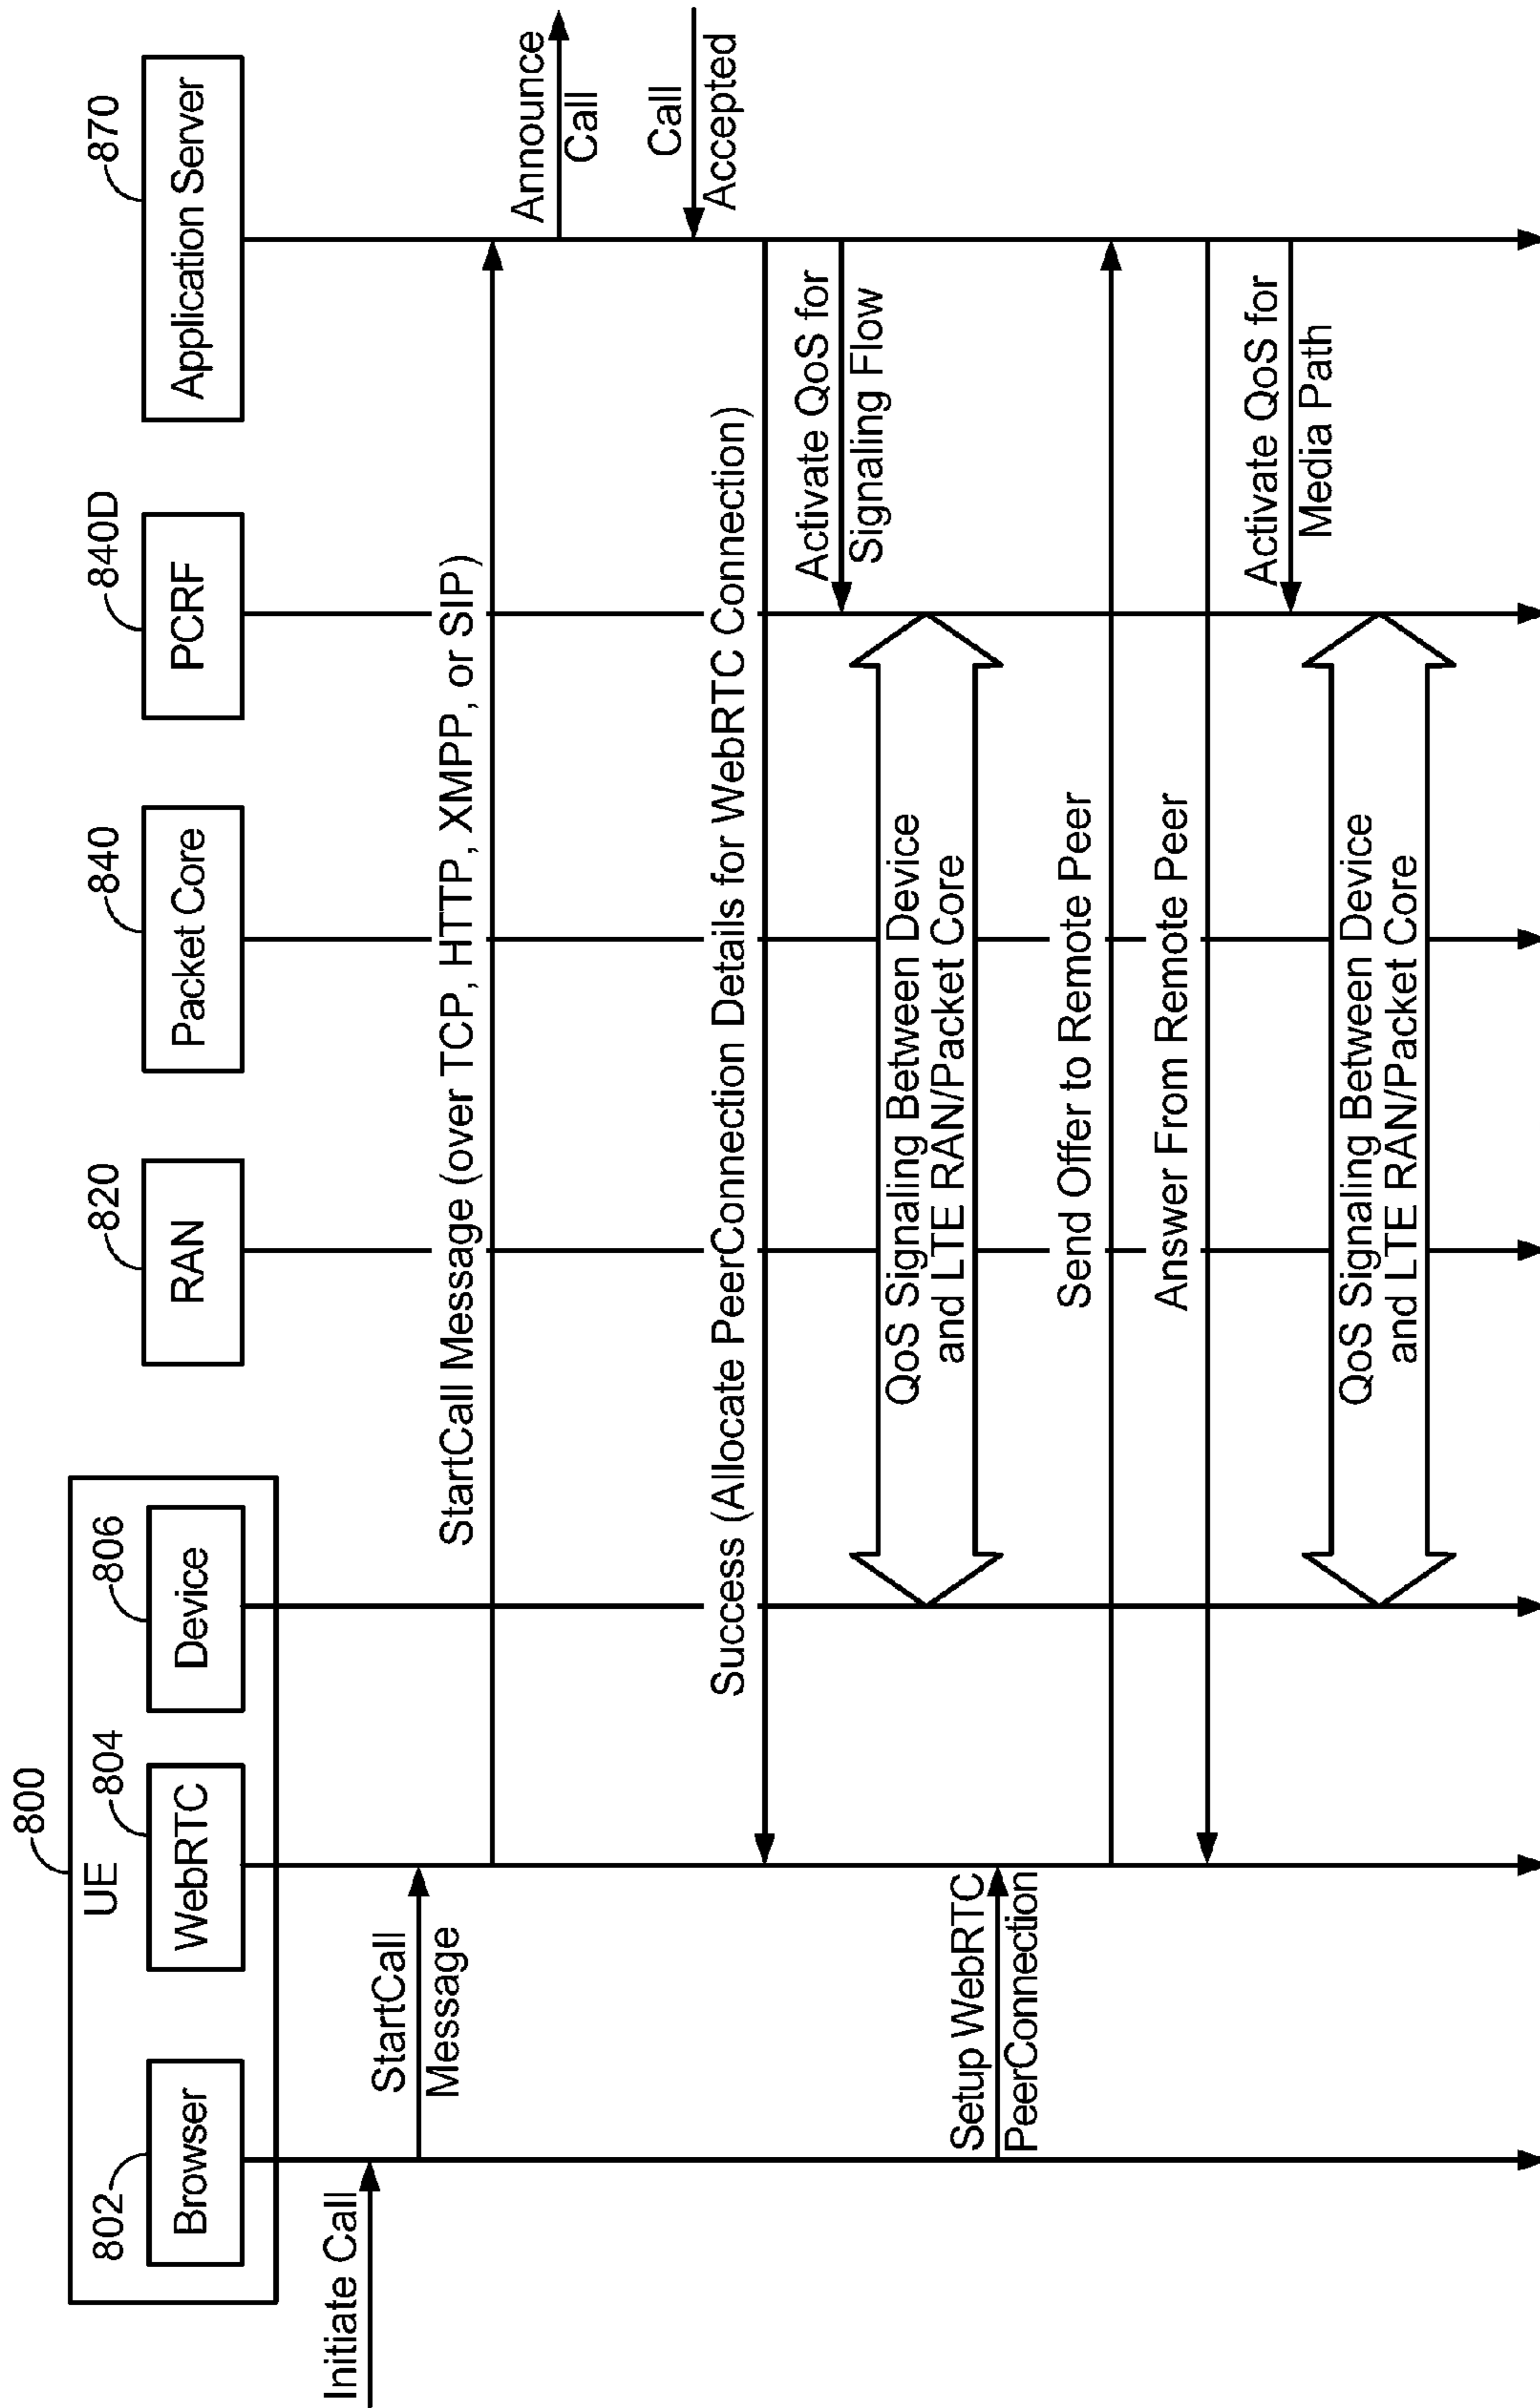 800
UE
802
Browser
804
WebRTC
806
Device
820
RAN
840
Packet Core
840D
PCRF
870
Application Server
Initiate Call
StartCall
Message
StartCall Message (over TCP, HTTP, XMPP, or SIP)
Announce
Call
Call
Accepted
Success (Allocate PeerConnection Details for WebRTC Connection)
Activate QoS for
Signaling Flow
QoS Signaling Between Device
and LTE RAN/Packet Core
Setup WebRTC
PeerConnection
Send Offer to Remote Peer
Answer From Remote Peer
Activate QoS for
Media Path
QoS Signaling Between Device
and LTE RAN/Packet Core